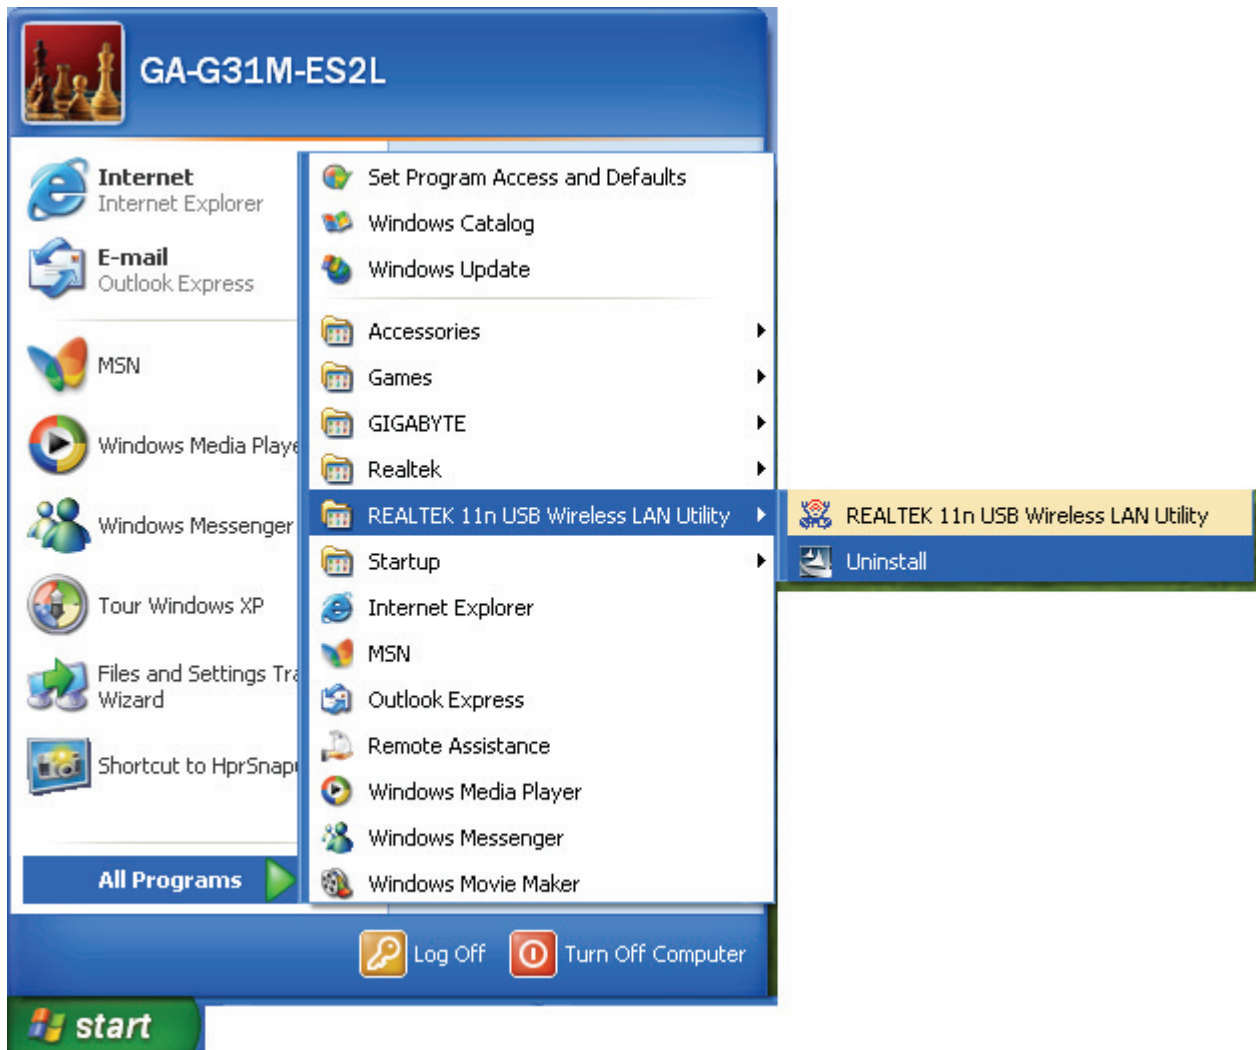 GA-G31M-ES2L
Internet
Internet Explorer
E-mail
Outlook Express
MSN
Windows Media Playe
Windows Messenger
Tour Windows XP
Files and Settings Tra
Wizard
Shortcut to HprSnap
All Programs
Set Program Access and Defaults
Windows Catalog
Windows Update
Accessories
Games
GIGABYTE
Realtek
REALTEK 11n USB Wireless LAN Utility
Startup
Internet Explorer
MSN
Outlook Express
Remote Assistance
Windows Media Player
Windows Messenger
Windows Movie Maker
REALTEK 11n USB Wireless LAN Utility
Uninstall
Log Off
Turn Off Computer
start